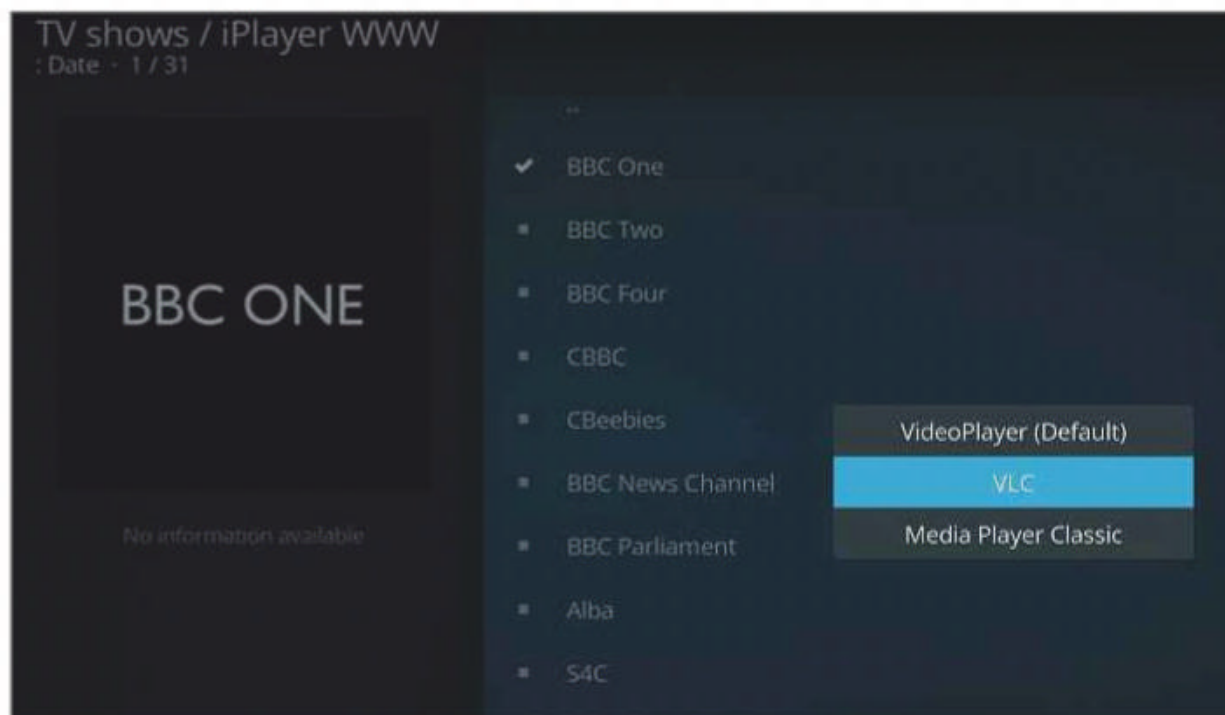 TV shows / iPlayer WWW
: Date · 1 / 31
..
BBC ONE
No information available
BBC One
BBC Two
BBC Four
CBBC
CBeebies
BBC News Channel
BBC Parliament
Alba
S4C
VideoPlayer (Default)
VLC
Media Player Classic